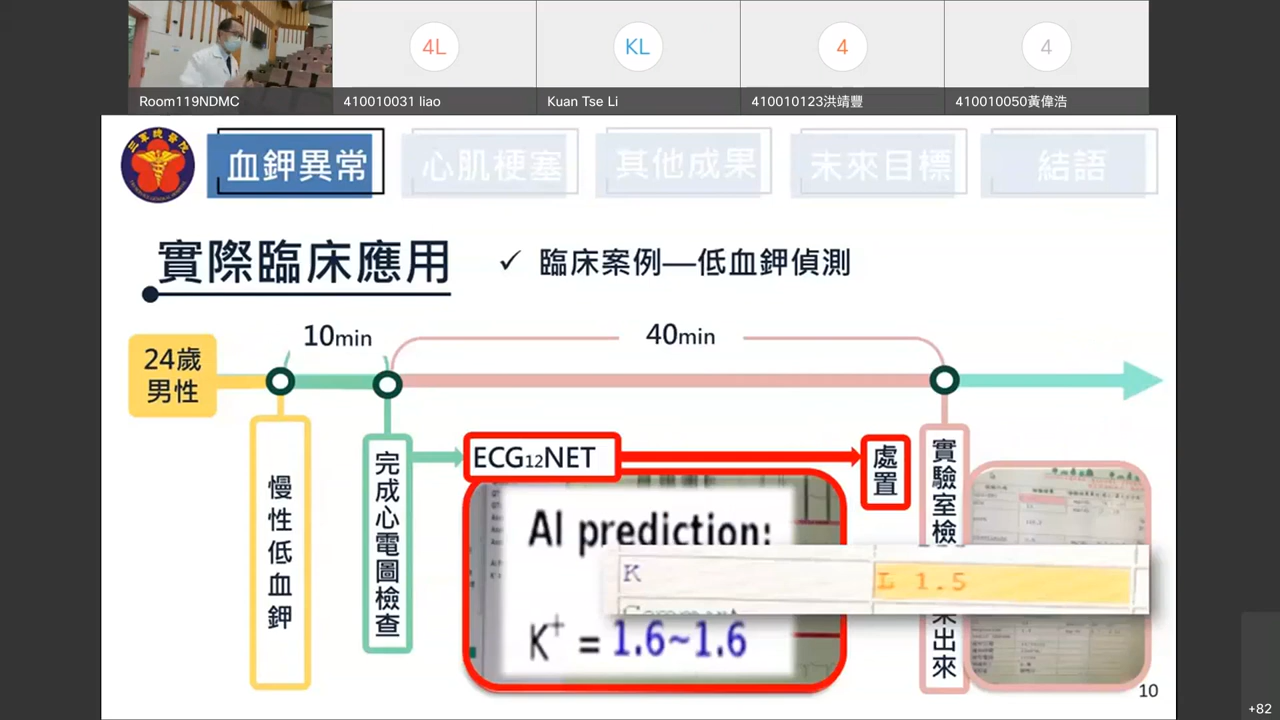 Room119NDMC
4L
410010031 liao
KL
Kuan Tse Li
4
410010123洪靖豐
4
410010050黃偉浩
三軍總醫院
血鉀異常
心肌梗塞
其他成果
未來目標
結語
實際臨床應用
✓ 臨床案例—低血鉀偵測
24歲
男性
10min
40min
慢性低血鉀
完成心電圖檢查
ECG12NET
處置
實驗室檢
出來
AI prediction:
K
L 1.5
K+ = 1.6~1.6
10
+82